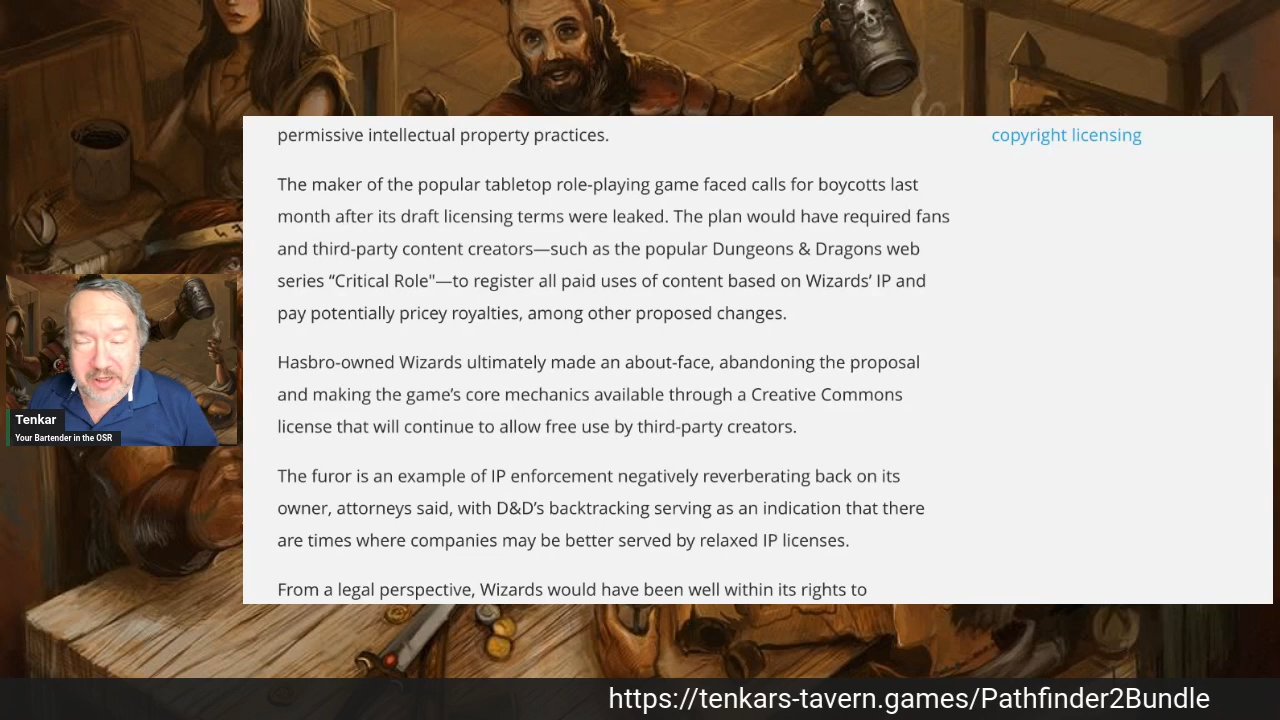 permissive intellectual property practices.
copyright licensing
The maker of the popular tabletop role-playing game faced calls for boycotts last
month after its draft licensing terms were leaked. The plan would have required fans
and third-party content creators—such as the popular Dungeons & Dragons web
series “Critical Role"—to register all paid uses of content based on Wizards’ IP and
pay potentially pricey royalties, among other proposed changes.
Hasbro-owned Wizards ultimately made an about-face, abandoning the proposal
and making the game’s core mechanics available through a Creative Commons
license that will continue to allow free use by third-party creators.
The furor is an example of IP enforcement negatively reverberating back on its
owner, attorneys said, with D&D’s backtracking serving as an indication that there
are times where companies may be better served by relaxed IP licenses.
From a legal perspective, Wizards would have been well within its rights to
Tenkar
Your Bartender in the OSR
https://tenkars-tavern.games/Pathfinder2Bundle